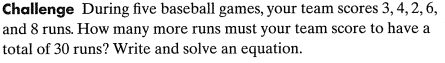 Challenge During five baseball games, your team scores 3, 4, 2, 6,
and 8 runs. How many more runs must your team score to have a
total of 30 runs? Write and solve an equation.